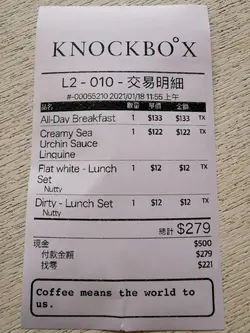 KNOCKBOX
L2 - 010 - 交易明細
#-00055210 2021/01/18 11:55 上午
品名 數量 單價 金額
All-Day Breakfast 1 $133 $133 TX
Creamy Sea 1 $122 $122 TX
Urchin Sauce
Linguine
Flat white - Lunch 1 $12 $12 TX
Set
Nutty
Dirty - Lunch Set 1 $12 $12 TX
Nutty
總計 $279
現金 $500
付款金額 $279
找零 $221
Coffee means the world to
us.